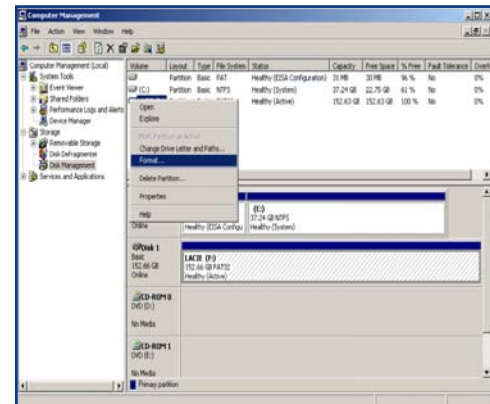 Computer Management
File Action View Window Help
Computer Management (Local)
System Tools
Event Viewer
Shared Folders
Performance Logs and Alerts
Device Manager
Storage
Removable Storage
Disk Defragmenter
Disk Management
Services and Applications
Volume Layout Type File System Status Capacity Free Space % Free Fault Tolerance Overh
Partition Basic FAT Healthy (EISA Configuration) 31 MB 30 MB 96 % No 0%
(C:) Partition Basic NTFS Healthy (System) 37.24 GB 22.75 GB 61 % No 0%
Healthy (Active) 152.63 GB 152.63 GB 100 % No 0%
Open
Explore
Mark Partition as Active
Change Drive Letter and Paths...
Format...
Delete Partition...
Properties
Help
Online
Healthy (EISA Configu
(C:)
37.24 GB NTFS
Healthy (System)
Disk 1
Basic
152.66 GB
Online
LACIE (P:)
152.66 GB FAT32
Healthy (Active)
CD-ROM 0
DVD (D:)
No Media
CD-ROM 1
DVD (E:)
No Media
Primary partition